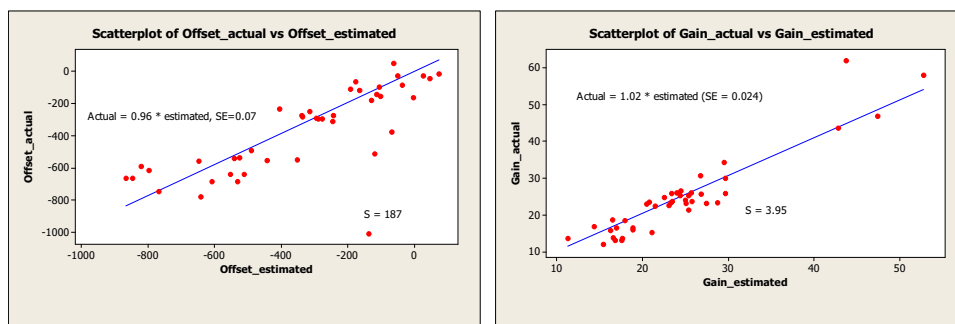 Scatterplot of Offset_actual vs Offset_estimated
0
-200
-400
-600
-800
-1000
Offset_actual
Actual = 0.96 * estimated, SE=0.07
S = 187
-1000
-800
-600
-400
-200
0
Offset_estimated
Scatterplot of Gain_actual vs Gain_estimated
60
50
40
30
20
10
Gain_actual
Actual = 1.02 * estimated (SE = 0.024)
S = 3.95
10
20
30
40
50
Gain_estimated